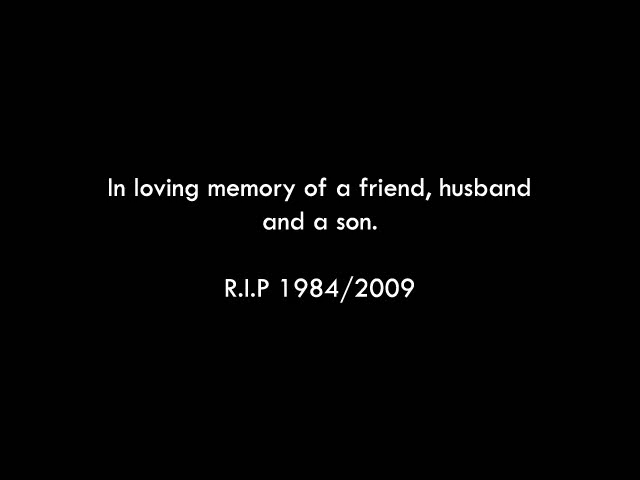 In loving memory of a friend, husband
and a son.
R.I.P 1984/2009